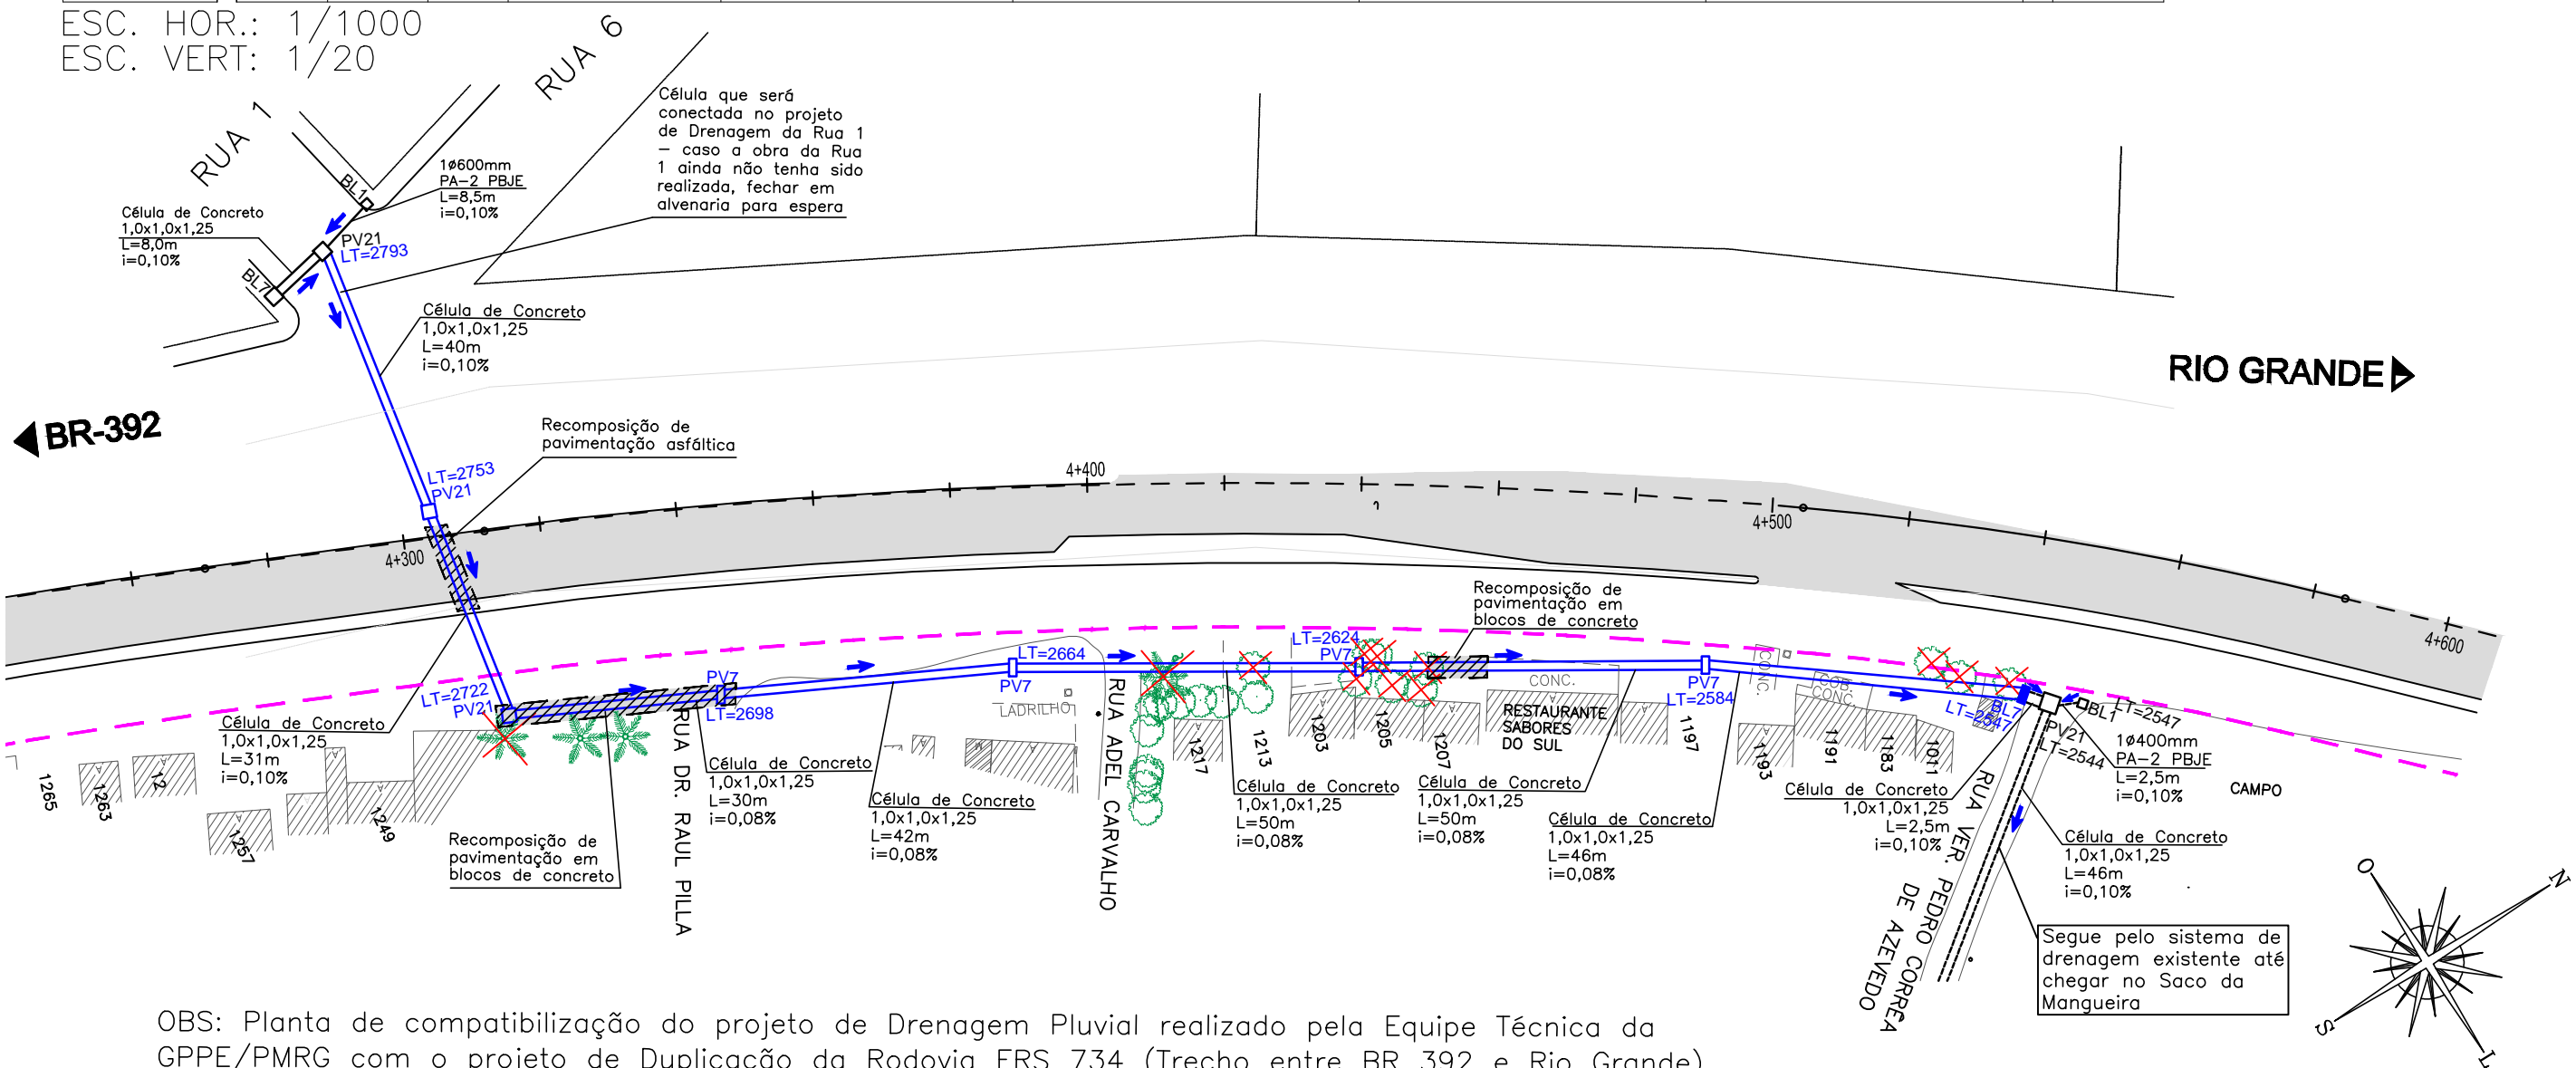 ESC. HOR.: 1/1000
ESC. VERT: 1/20
RUA 1
RUA 6
Célula que será
conectada no projeto
de Drenagem da Rua 1
– caso a obra da Rua
1 ainda não tenha sido
realizada, fechar em
alvenaria para espera
1ø600mm
PA-2 PBJE
L=8,5m
i=0,10%
BL1
Célula de Concreto
1,0x1,0x1,25
L=8,0m
i=0,10%
PV21
LT=2793
BL7
Célula de Concreto
1,0x1,0x1,25
L=40m
i=0,10%
RIO GRANDE
BR-392
Recomposição de
pavimentação asfáltica
LT=2753
PV21
4+300
4+400
4+500
4+600
Recomposição de
pavimentação em
blocos de concreto
LT=2722
PV21
PV7
LT=2698
LT=2664
PV7
LT=2624
PV7
PV7
LT=2584
BL7
LT=2547
BL1
LT=2547
PV21
LT=2544
1ø400mm
PA-2 PBJE
L=2,5m
i=0,10%
CAMPO
LADRILHO
CONC.
CONC.
COB.
CONC.
RESTAURANTE
SABORES
DO SUL
1265
1263
12
1257
1249
1217
1213
1203
1205
1207
1197
1193
1191
1183
1011
Célula de Concreto
1,0x1,0x1,25
L=31m
i=0,10%
Recomposição de
pavimentação em
blocos de concreto
RUA DR. RAUL PILLA
Célula de Concreto
1,0x1,0x1,25
L=30m
i=0,08%
Célula de Concreto
1,0x1,0x1,25
L=42m
i=0,08%
RUA ADEL CARVALHO
Célula de Concreto
1,0x1,0x1,25
L=50m
i=0,08%
Célula de Concreto
1,0x1,0x1,25
L=50m
i=0,08%
Célula de Concreto
1,0x1,0x1,25
L=46m
i=0,08%
Célula de Concreto
1,0x1,0x1,25
L=2,5m
i=0,10%
RUA VER. PEDRO CORRÊA
DE AZEVEDO
Célula de Concreto
1,0x1,0x1,25
L=46m
i=0,10%
Segue pelo sistema de
drenagem existente até
chegar no Saco da
Mangueira
O
N
S
L
OBS: Planta de compatibilização do projeto de Drenagem Pluvial realizado pela Equipe Técnica da
GPPE/PMRG com o projeto de Duplicação da Rodovia ERS 734 (Trecho entre BR 392 e Rio Grande)